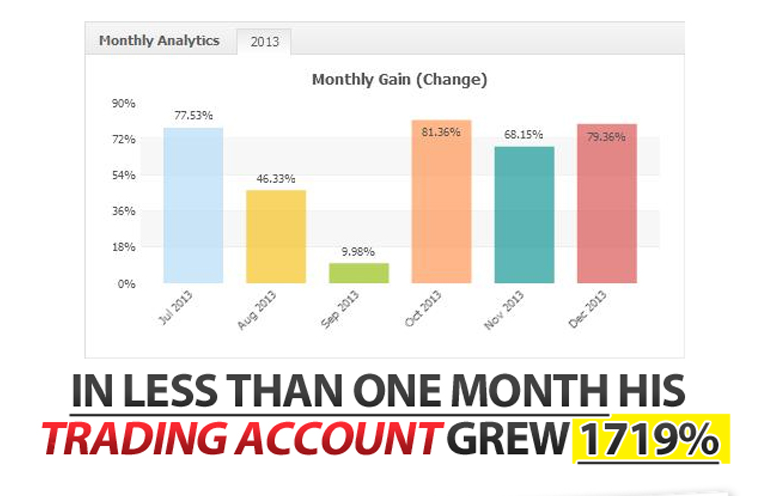 Monthly Analytics 2013
Monthly Gain (Change)
90%
77.53%
81.36%
79.36%
72%
68.15%
54%
46.33%
36%
18%
9.98%
0%
Jul 2013 Aug 2013 Sep 2013 Oct 2013 Nov 2013 Dec 2013
IN LESS THAN ONE MONTH HIS
TRADING ACCOUNT GREW 1719%